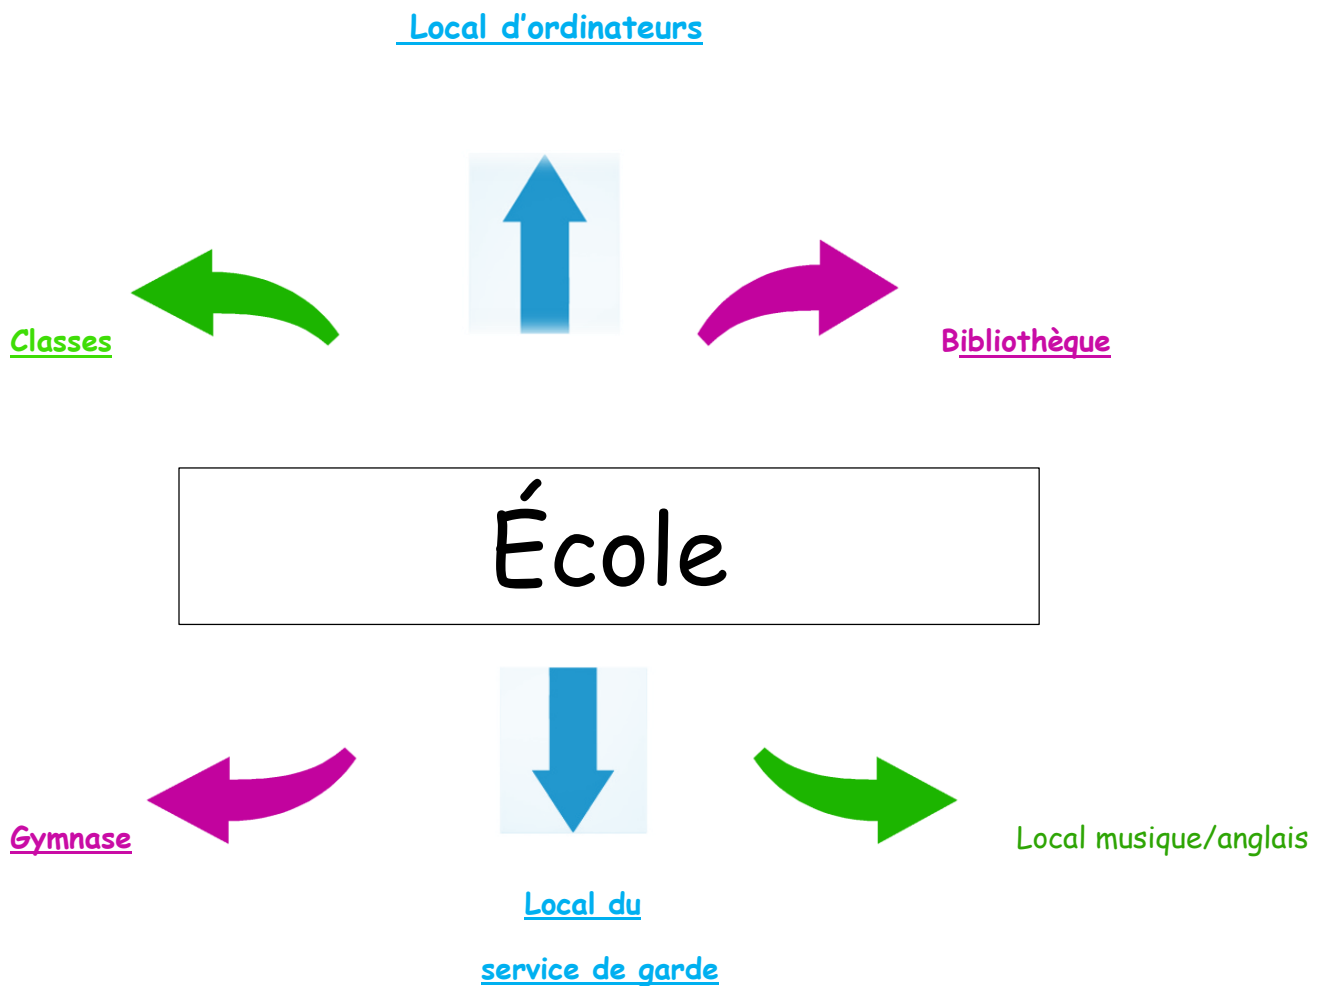 Local d’ordinateurs
Classes
Bibliothèque
École
Gymnase
Local musique/anglais
Local du
service de garde